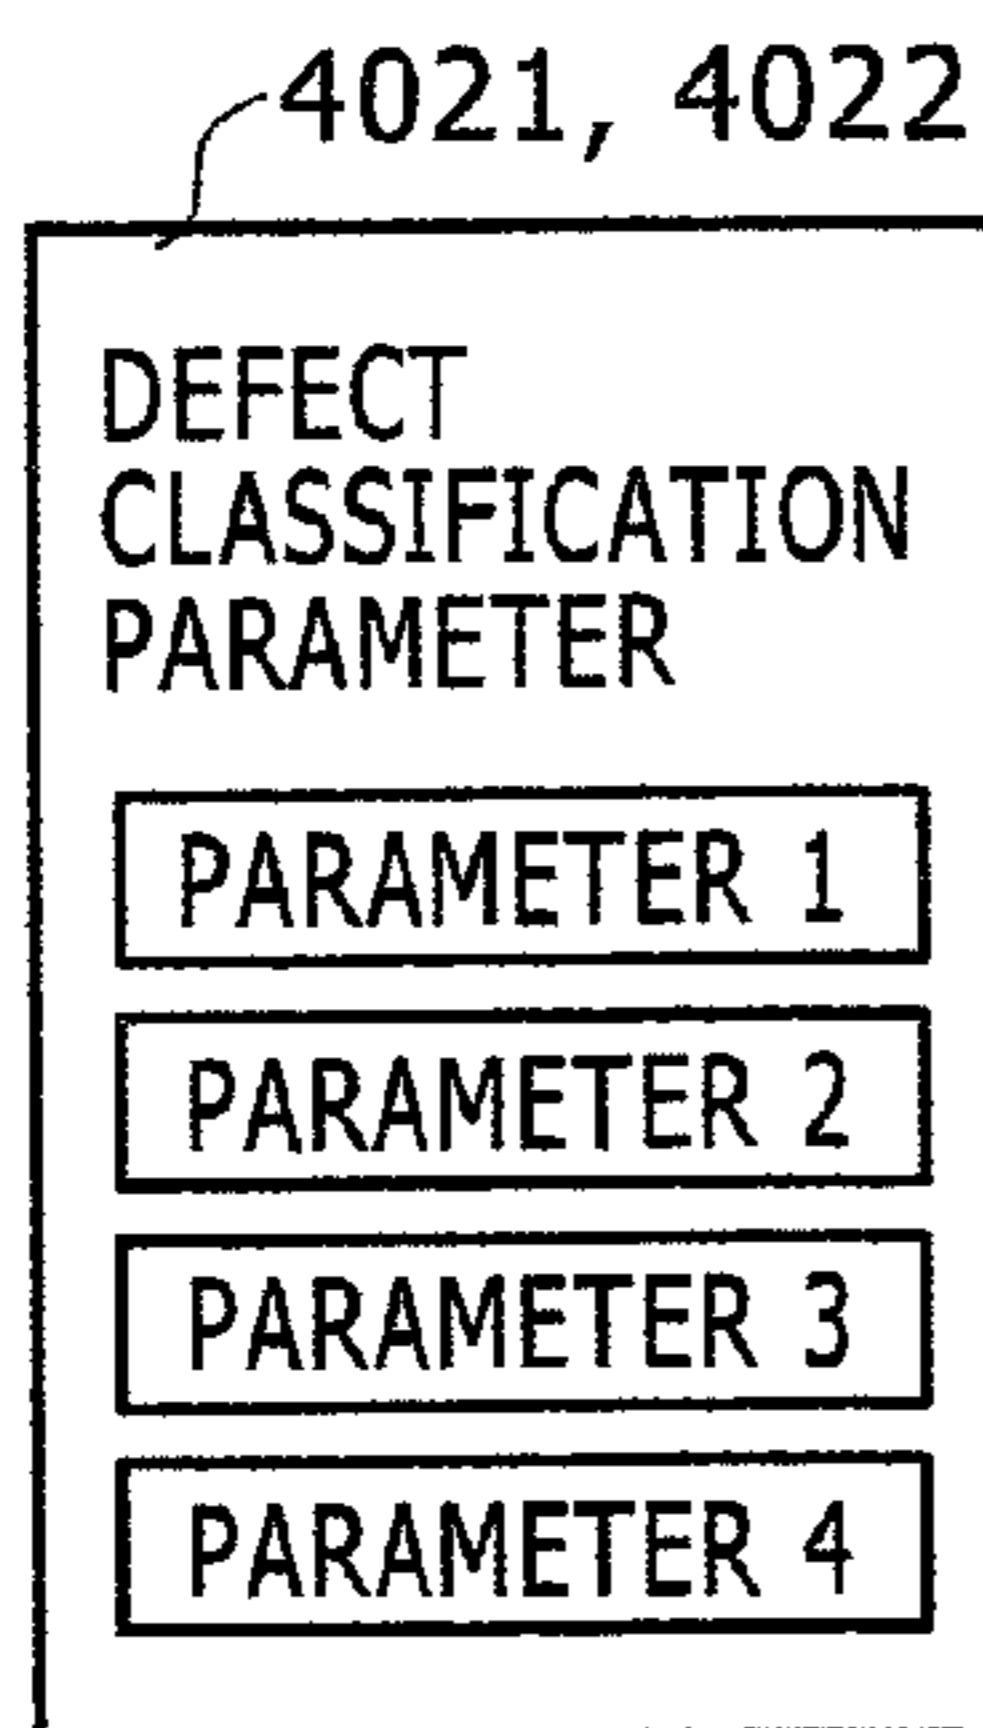 4021, 4022
DEFECT
CLASSIFICATION
PARAMETER
PARAMETER 1
PARAMETER 2
PARAMETER 3
PARAMETER 4